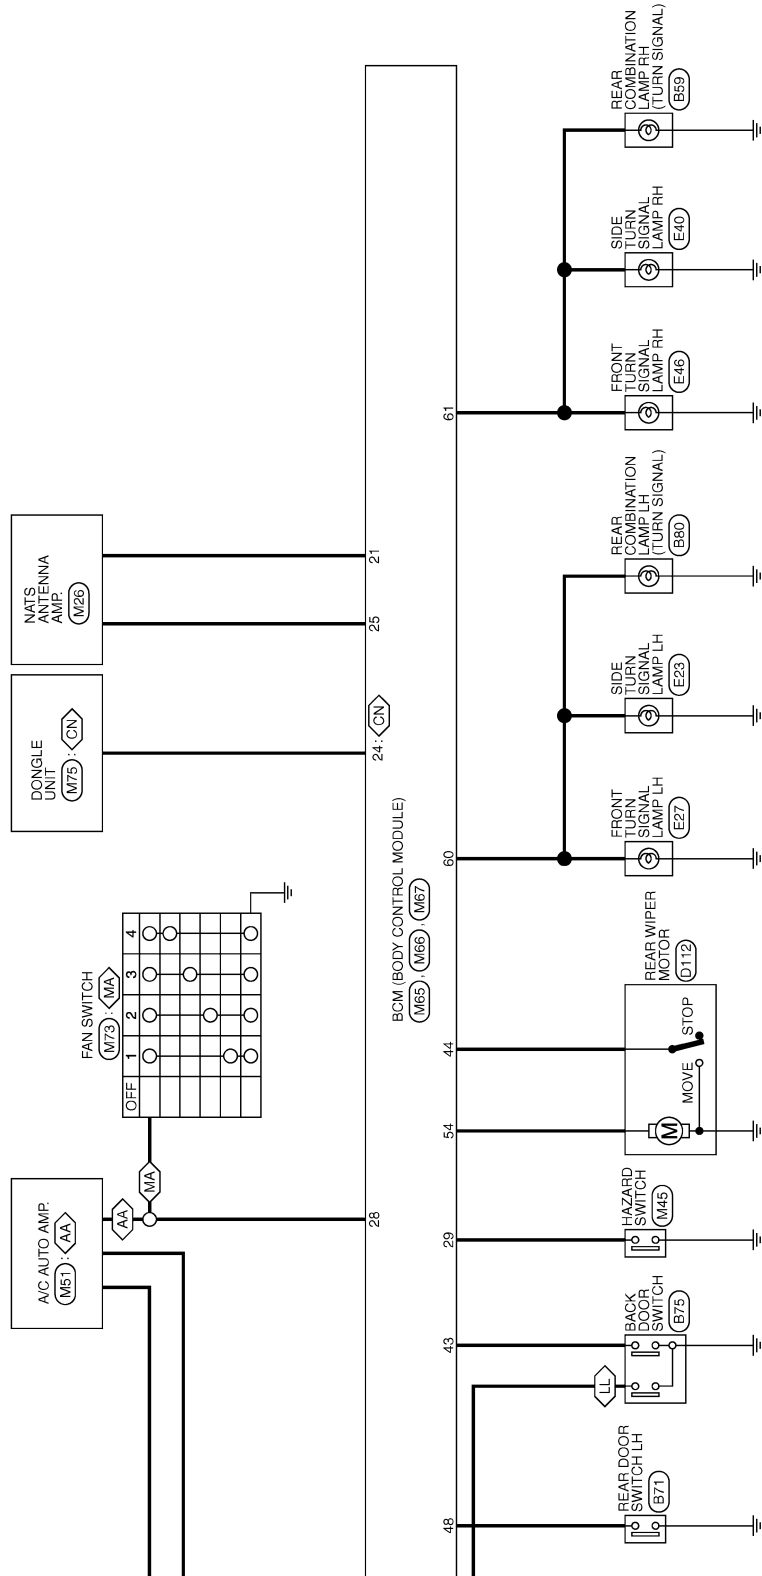 NATS
ANTENNA
AMP.
M26
DONGLE
UNIT
M75 : CN
FAN SWITCH
M73 : MA
OFF 1 2 3 4
MA
A/C AUTO AMP.
M51 : AA
AA
21
25
24 : CN
28
BCM (BODY CONTROL MODULE)
M65 , M66 , M67
61
60
44
54
29
43
48
REAR
COMBINATION
LAMP RH
(TURN SIGNAL)
B59
SIDE
TURN
SIGNAL
LAMP RH
E40
FRONT
TURN
SIGNAL
LAMP RH
E46
REAR
COMBINATION
LAMP LH
(TURN SIGNAL)
B80
SIDE
TURN
SIGNAL
LAMP LH
E23
FRONT
TURN
SIGNAL
LAMP LH
E27
REAR WIPER
MOTOR
D112
STOP
MOVE
M
HAZARD
SWITCH
M45
BACK
DOOR
SWITCH
B75
LL
REAR DOOR
SWITCH LH
B71